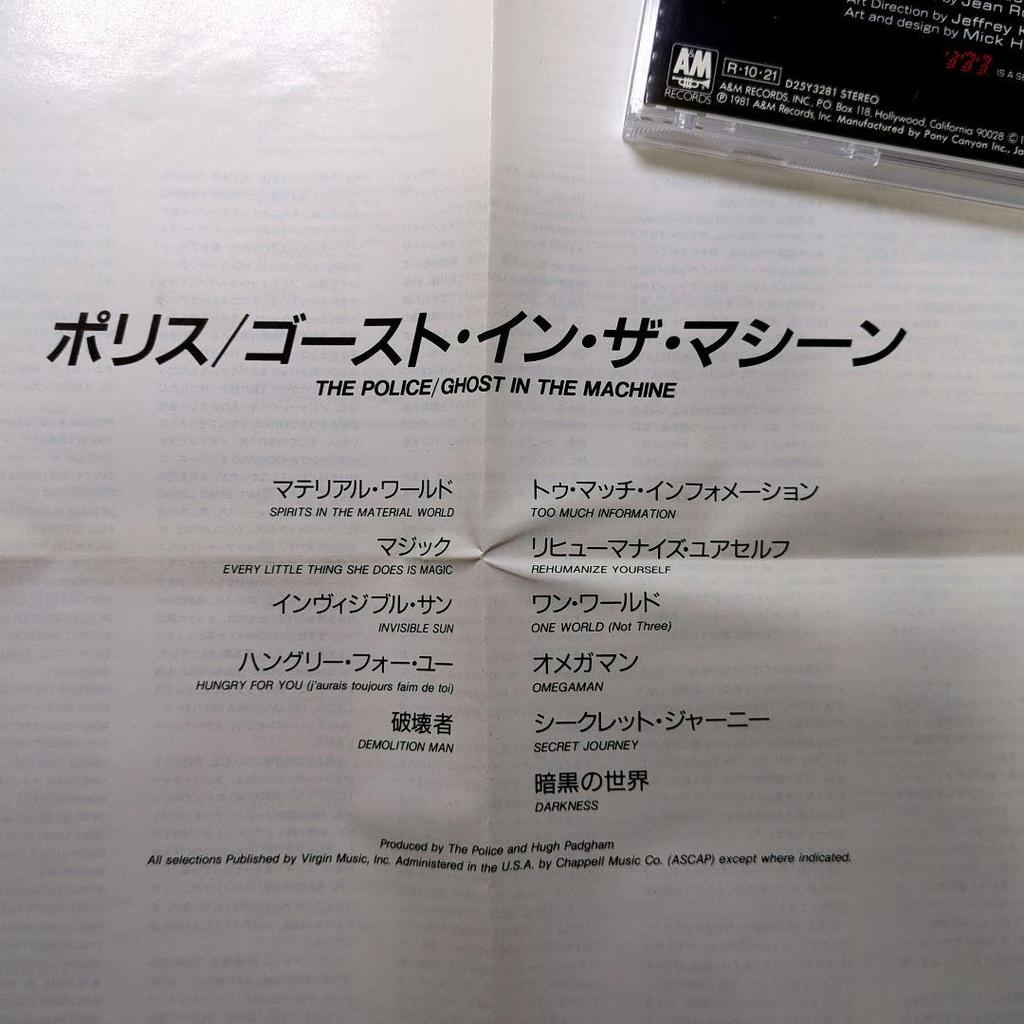 Jean
Art Direction by Jeffrey
Art and design by Mick
IS A
A&M
RECORDS
R・10・21
D25Y3281 STEREO
A&M RECORDS, INC. P.O. Box 118, Hollywood, California 90028 ©
℗ 1981 A&M Records, Inc. Manufactured by Pony Canyon Inc.,
ポリス/ゴースト・イン・ザ・マシーン
THE POLICE/GHOST IN THE MACHINE
マテリアル・ワールド
SPIRITS IN THE MATERIAL WORLD
マジック
EVERY LITTLE THING SHE DOES IS MAGIC
インヴィジブル・サン
INVISIBLE SUN
ハングリー・フォー・ユー
HUNGRY FOR YOU (j'aurais toujours faim de toi)
破壊者
DEMOLITION MAN
トゥ・マッチ・インフォメーション
TOO MUCH INFORMATION
リヒューマナイズ・ユアセルフ
REHUMANIZE YOURSELF
ワン・ワールド
ONE WORLD (Not Three)
オメガマン
OMEGAMAN
シークレット・ジャーニー
SECRET JOURNEY
暗黒の世界
DARKNESS
Produced by The Police and Hugh Padgham
All selections Published by Virgin Music, Inc. Administered in the U.S.A. by Chappell Music Co. (ASCAP) except where indicated.